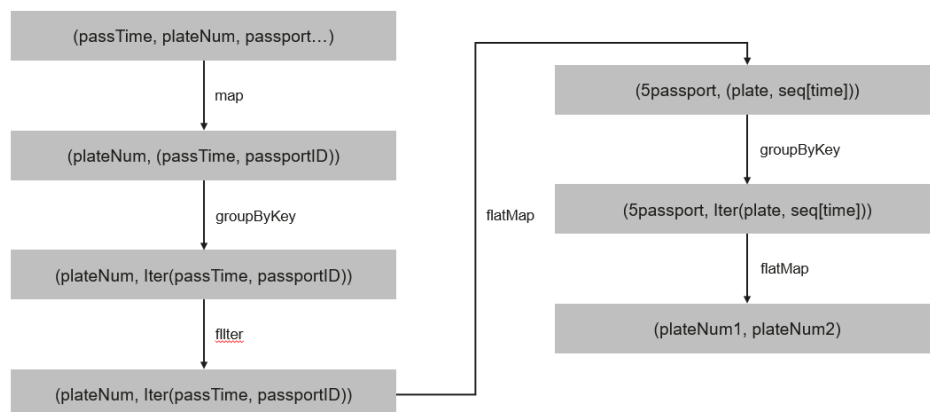 (passTime, plateNum, passport…)
map
(plateNum, (passTime, passportID))
groupByKey
(plateNum, Iter(passTime, passportID))
fIlter
(plateNum, Iter(passTime, passportID))
flatMap
(5passport, (plate, seq[time]))
groupByKey
(5passport, Iter(plate, seq[time]))
flatMap
(plateNum1, plateNum2)